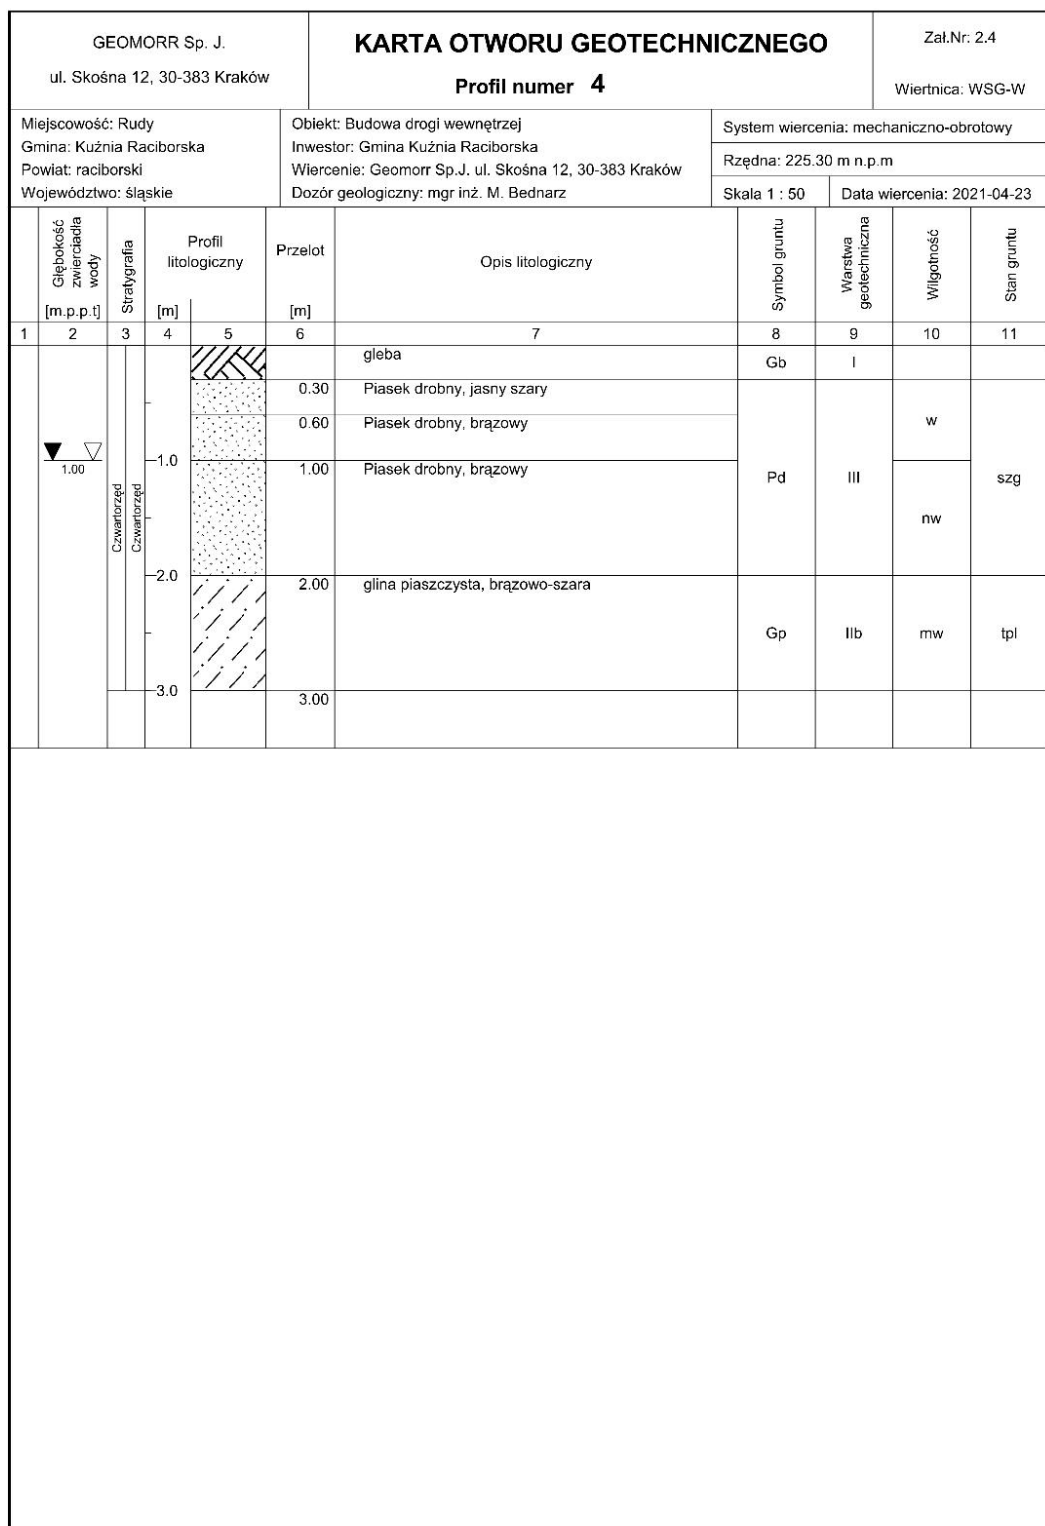 GEOMORR Sp. J.
ul. Skośna 12, 30-383 Kraków
KARTA OTWORU GEOTECHNICZNEGO
Profil numer 4
Zał.Nr: 2.4
Wiertnica: WSG-W
Miejscowość: Rudy
Gmina: Kuźnia Raciborska
Powiat: raciborski
Województwo: śląskie
Obiekt: Budowa drogi wewnętrzej
Inwestor: Gmina Kuźnia Raciborska
Wiercenie: Geomorr Sp.J. ul. Skośna 12, 30-383 Kraków
Dozór geologiczny: mgr inż. M. Bednarz
System wiercenia: mechaniczno-obrotowy
Rzędna: 225.30 m n.p.m
Skala 1 : 50
Data wiercenia: 2021-04-23
Głębokość
zwierciadła
wody
[m.p.p.t]
Stratygrafia
Profil
litologiczny
[m]
Przelot
[m]
Opis litologiczny
Symbol gruntu
Warstwa
geotechniczna
Wilgotność
Stan gruntu
1 2 3 4 5 6 7 8 9 10 11
gleba
Gb I
0.30 Piasek drobny, jasny szary
0.60 Piasek drobny, brązowy
w
1.00
1.0
1.00 Piasek drobny, brązowy
Pd III szg
nw
Czwartorzęd
Czwartorzęd
2.0
2.00 glina piaszczysta, brązowo-szara
Gp IIb mw tpl
3.0
3.00